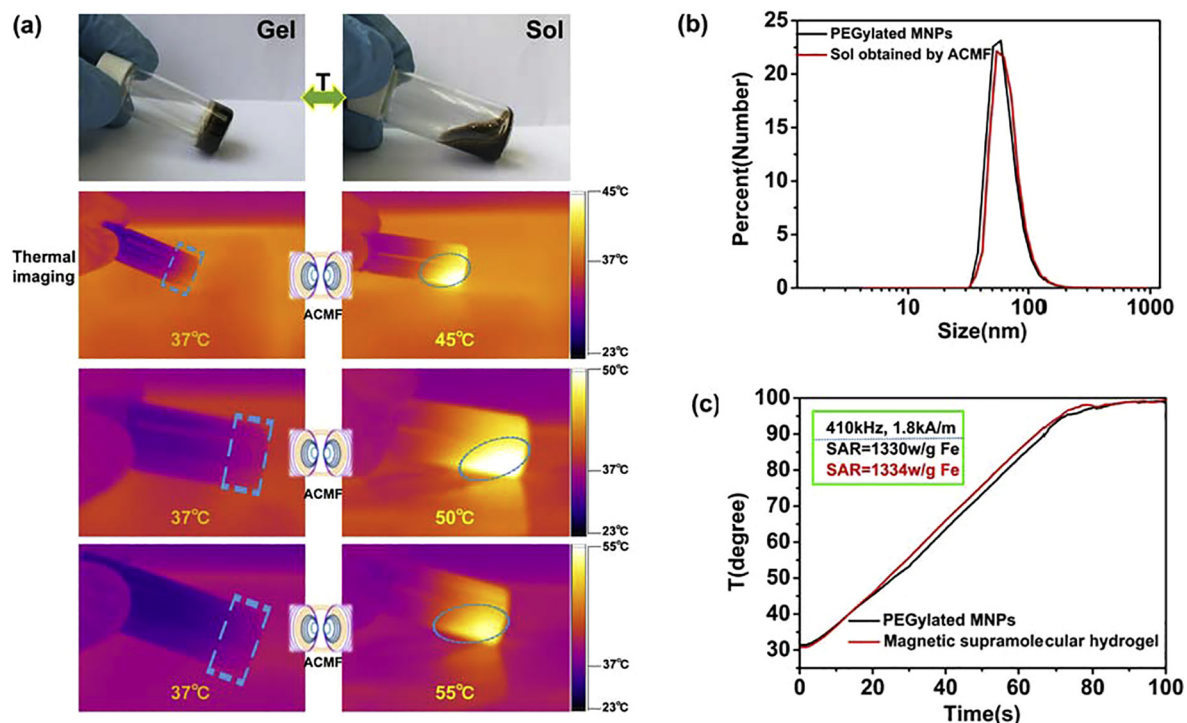 (a)
Gel
Sol
T
Thermal
imaging
37°C
ACMF
45°C
45°C
37°C
23°C
37°C
ACMF
50°C
50°C
37°C
23°C
37°C
ACMF
55°C
55°C
37°C
23°C
(b)
PEGylated MNPs
Sol obtained by ACMF
25
20
15
10
5
0
Percent(Number)
10
100
1000
Size(nm)
(c)
410kHz, 1.8kA/m
SAR=1330w/g Fe
SAR=1334w/g Fe
PEGylated MNPs
Magnetic supramolecular hydrogel
100
90
80
70
60
50
40
30
T(degree)
0
20
40
60
80
100
Time(s)